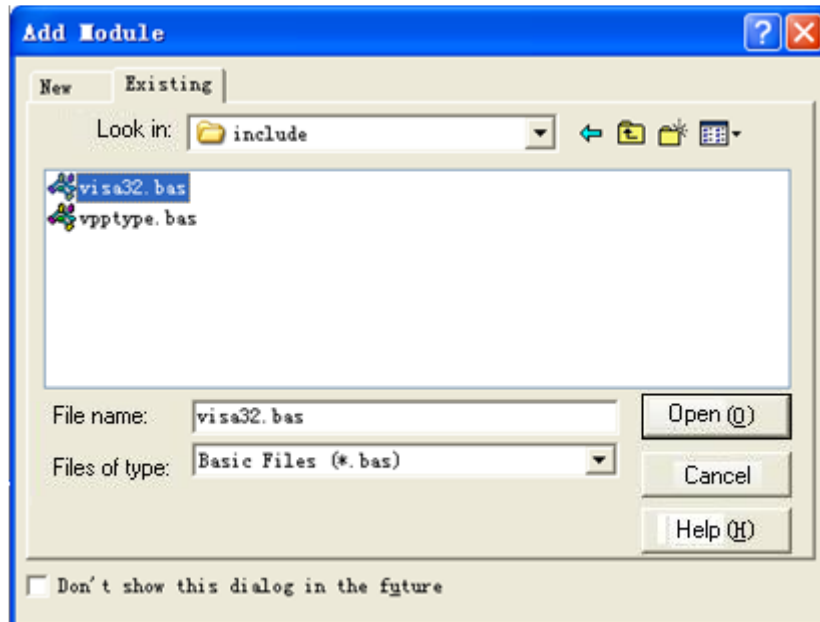 Add Module
New Existing
Look in: include
visa32.bas
vpptype.bas
File name: visa32.bas Open (O)
Files of type: Basic Files (*.bas)
Cancel
Help (H)
Don't show this dialog in the future